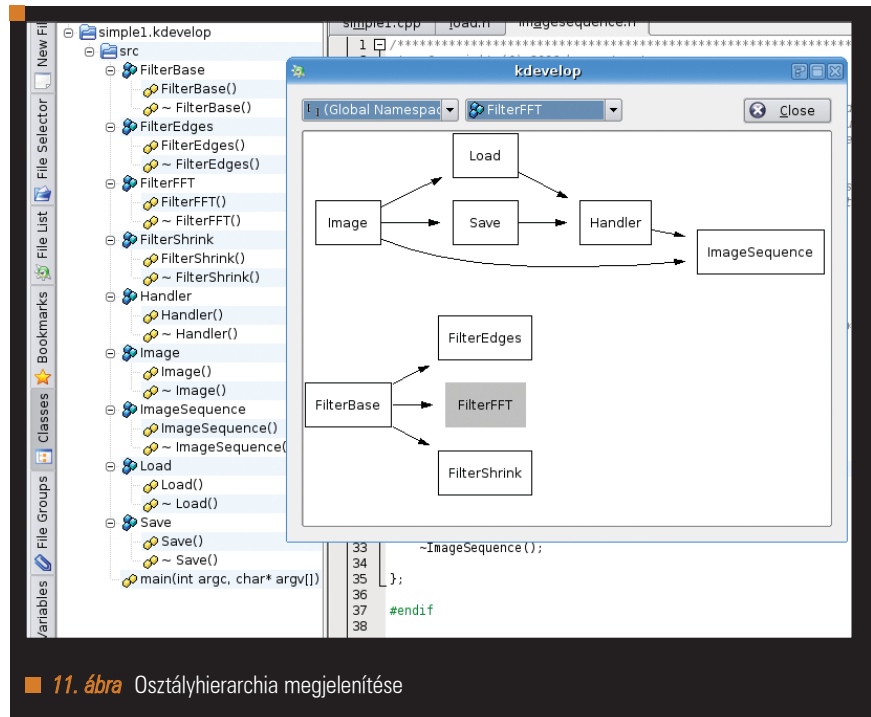 New Fil
File Selector
File List
Bookmarks
Classes
File Groups
Variables
simple1.kdevelop
src
FilterBase
FilterBase()
~ FilterBase()
FilterEdges
FilterEdges()
~ FilterEdges()
FilterFFT
FilterFFT()
~ FilterFFT()
FilterShrink
FilterShrink()
~ FilterShrink()
Handler
Handler()
~ Handler()
Image
Image()
~ Image()
ImageSequence
ImageSequence()
~ ImageSequence(
Load
Load()
~ Load()
Save
Save()
~ Save()
main(int argc, char* argv[])
simple1.cpp load.h imagesequence.h
1 /****************************************************
kdevelop
(Global Namespac FilterFFT Close
Load
Image Save Handler
ImageSequence
FilterEdges
FilterBase FilterFFT
FilterShrink
33 ~ImageSequence();
34
35 };
36
37 #endif
38
11. ábra Osztályhierarchia megjelenítése